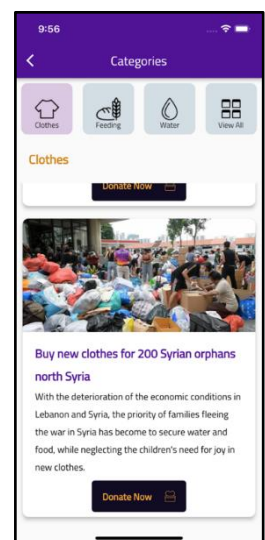 9:56
Categories
Clothes
Feeding
Water
View All
Clothes
Donate Now
Buy new clothes for 200 Syrian orphans
north Syria
With the deterioration of the economic conditions in
Lebanon and Syria, the priority of families fleeing
the war in Syria has become to secure water and
food, while neglecting the children's need for joy in
new clothes.
Donate Now